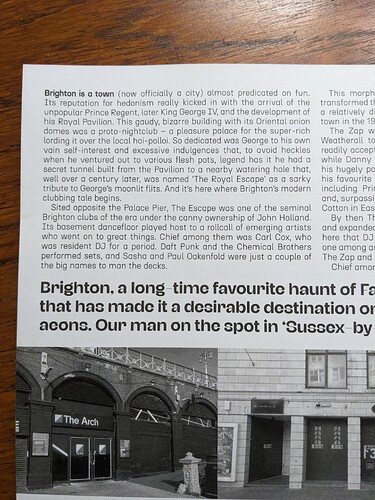 Brighton is a town (now officially a city) almost predicated on fun.
Its reputation for hedonism really kicked in with the arrival of the
unpopular Prince Regent, later King George IV, and the development of
his Royal Pavilion. This gaudy, bizarre building with its Oriental onion
domes was a proto-nightclub – a pleasure palace for the super-rich
lording it over the local hoi-polloi. So dedicated was George to his own
vain self-interest and excessive indulgences that, to avoid heckles
when he ventured out to various flesh pots, legend has it he had a
secret tunnel built from the Pavilion to a nearby watering hole that,
well over a century later, was named 'The Royal Escape' as a sarky
tribute to George's moonlit flits. And it's here where Brighton's modern
clubbing tale begins.
Sited opposite the Palace Pier, The Escape was one of the seminal
Brighton clubs of the era under the canny ownership of John Holland.
Its basement dancefloor played host to a rollcall of emerging artists
who went on to great things. Chief among them was Carl Cox, who
was resident DJ for a period. Daft Punk and the Chemical Brothers
performed sets, and Sasha and Paul Oakenfold were just a couple of
the big names to man the decks.
This morph
transformed th
a relatively di
town in the 19
The Zap w
Weatherall to
readily accept
while Danny
his hugely po
his favourite
including Prin
and, surpassi
Cotton in East
By then Th
and expanded
here that DJ
one among ar
The Zap and
Chief amon
Brighton, a long-time favourite haunt of Fa
that has made it a desirable destination or
aeons. Our man on the spot in 'Sussex-by
The Arch